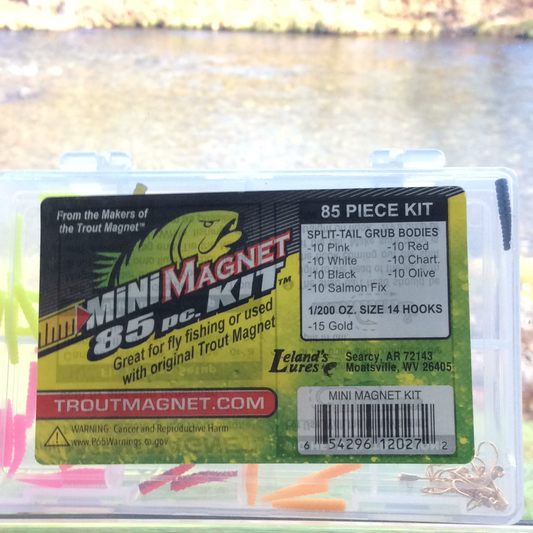 From the Makers of
the Trout Magnet™
MINI MAGNET
85 pc. KIT™
Great for fly fishing or used
with original Trout Magnet
TROUTMAGNET.COM
WARNING: Cancer and Reproductive Harm
www.P65Warnings.ca.gov
85 PIECE KIT
SPLIT-TAIL GRUB BODIES
-10 Pink -10 Red
-10 White -10 Chart.
-10 Black -10 Olive
-10 Salmon Fix
1/200 OZ. SIZE 14 HOOKS
-15 Gold
Leland's
Lures
Searcy, AR 72143
Moatsville, WV 26405
MINI MAGNET KIT
6 54296 12027 2